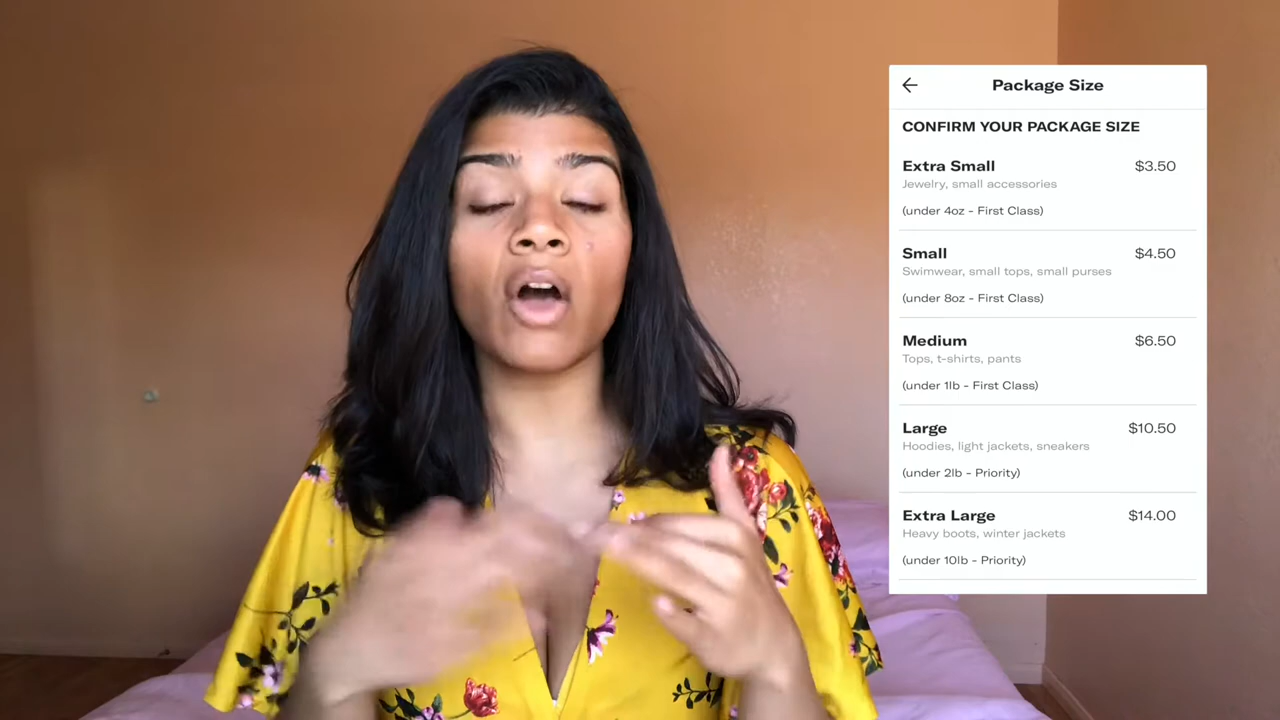 Package Size
CONFIRM YOUR PACKAGE SIZE
Extra Small $3.50
Jewelry, small accessories
(under 4oz - First Class)
Small $4.50
Swimwear, small tops, small purses
(under 8oz - First Class)
Medium $6.50
Tops, t-shirts, pants
(under 1lb - First Class)
Large $10.50
Hoodies, light jackets, sneakers
(under 2lb - Priority)
Extra Large $14.00
Heavy boots, winter jackets
(under 10lb - Priority)